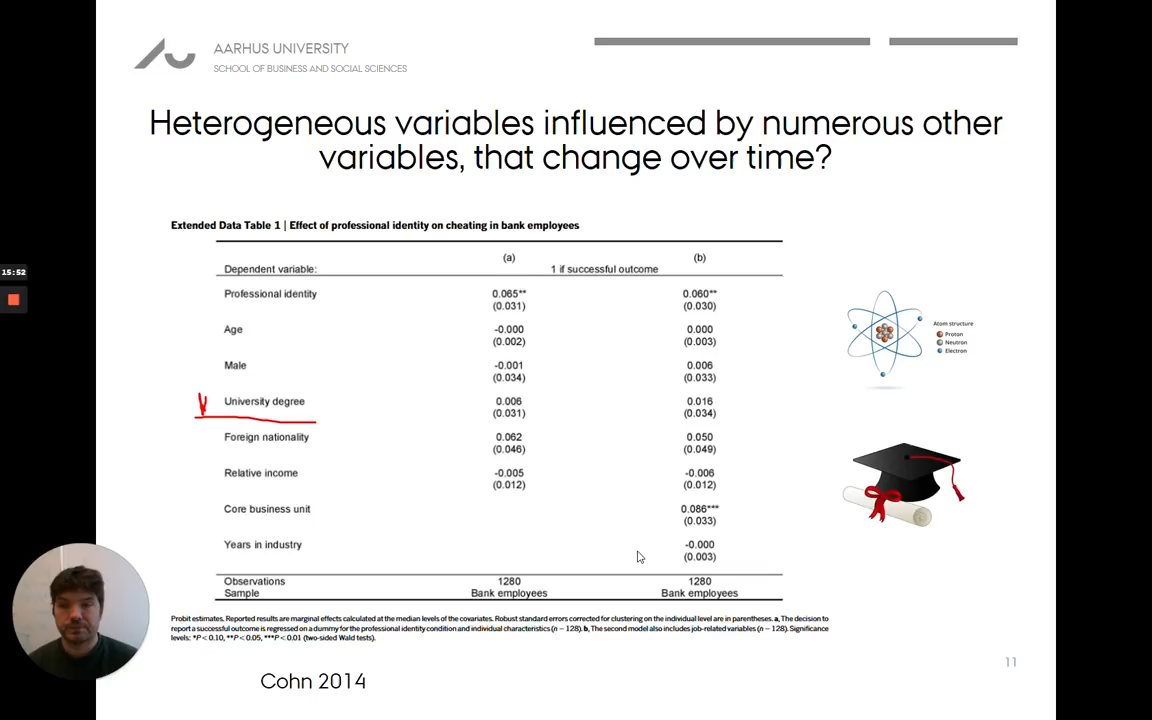 AARHUS UNIVERSITY
SCHOOL OF BUSINESS AND SOCIAL SCIENCES
Heterogeneous variables influenced by numerous other
variables, that change over time?
Extended Data Table 1 | Effect of professional identity on cheating in bank employees
(a) (b)
Dependent variable: 1 if successful outcome
15:52
Professional identity 0.065** 0.060**
(0.031) (0.030)
Age -0.000 0.000
(0.002) (0.003)
Male -0.001 0.006
(0.034) (0.033)
University degree 0.006 0.016
(0.031) (0.034)
Foreign nationality 0.062 0.050
(0.046) (0.049)
Relative income -0.005 -0.006
(0.012) (0.012)
Core business unit 0.086***
(0.033)
Years in industry -0.000
(0.003)
Observations 1280 1280
Sample Bank employees Bank employees
Atom structure
Proton
Neutron
Electron
Probit estimates. Reported results are marginal effects calculated at the median levels of the covariates. Robust standard errors corrected for clustering on the individual level are in parentheses. a, The decision to
report a successful outcome is regressed on a dummy for the professional identity condition and individual characteristics (n = 128). b, The second model also includes job-related variables (n = 128). Significance
levels: *P < 0.10, **P < 0.05, ***P < 0.01 (two-sided Wald tests).
11
Cohn 2014